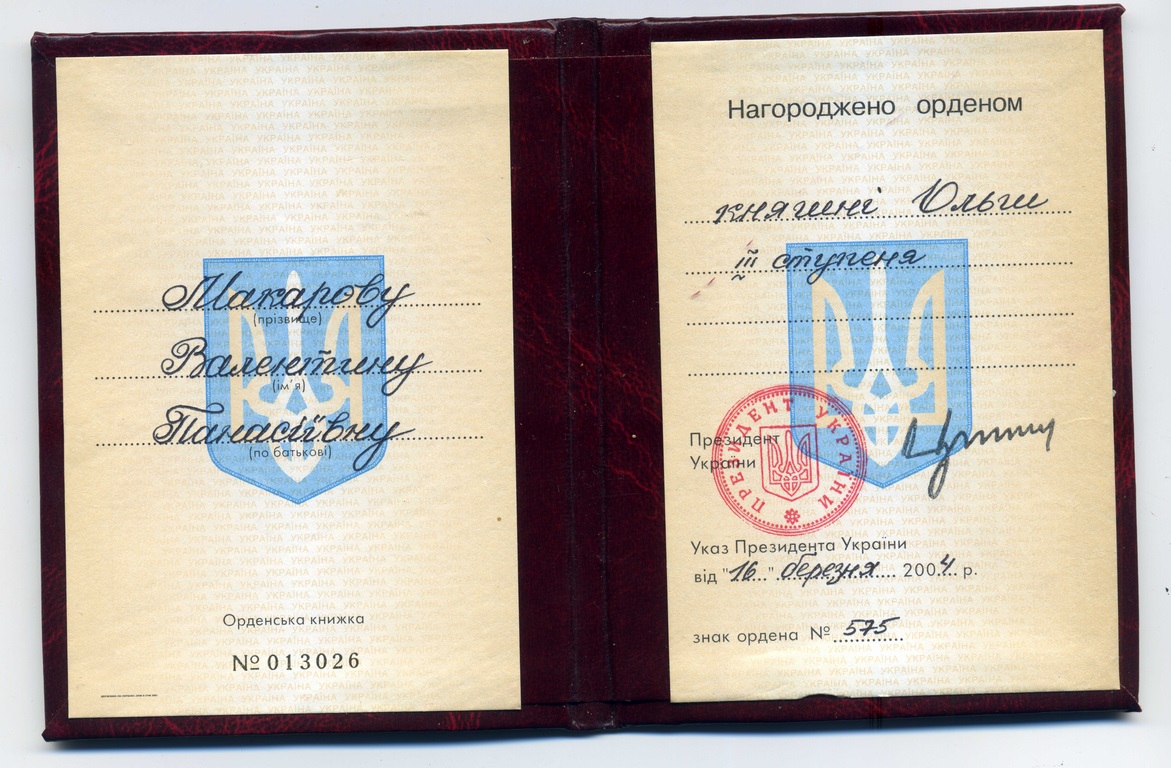 Макарову
(прізвище)
Валентину
(ім'я)
Панасіївну
(по батькові)
Орденська книжка
№ 013026
Нагороджено орденом
княгині Ольги
III ступеня
Президент
України
ПРЕЗИДЕНТ УКРАЇНИ
Указ Президента України
від "16" березня 2004 р.
знак ордена № 575